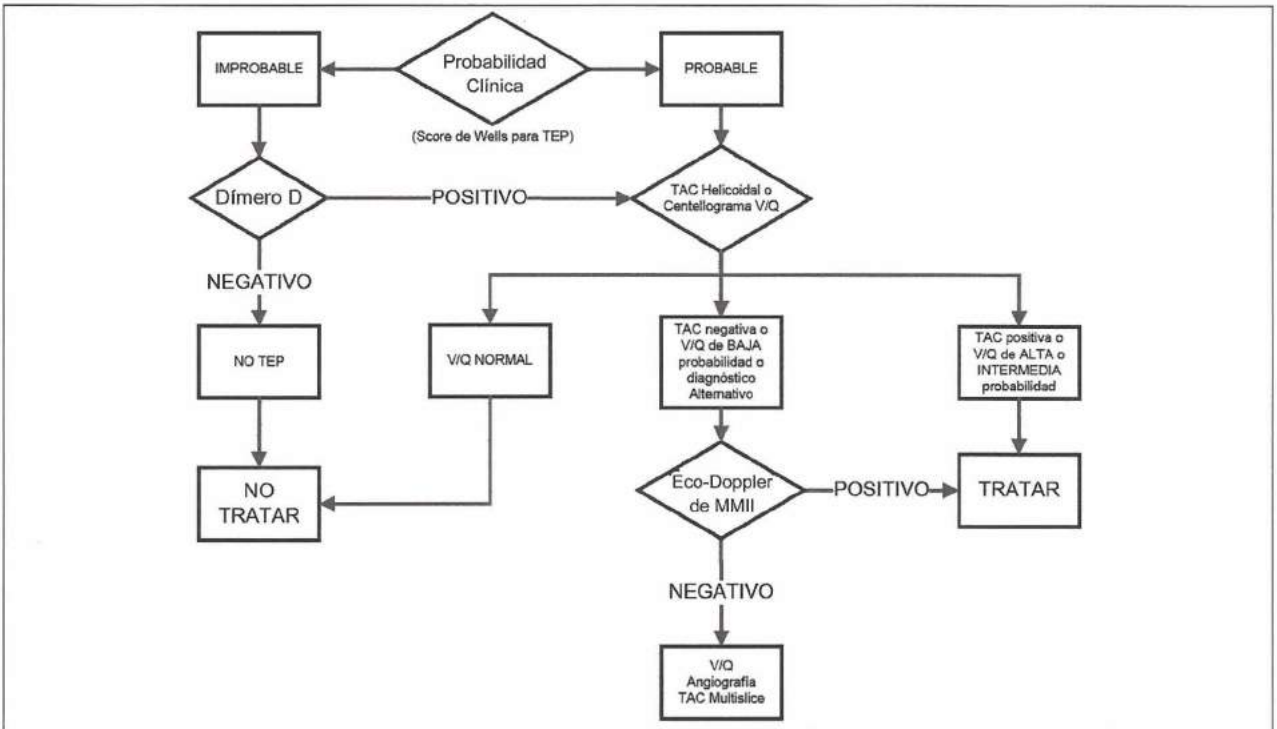 IMPROBABLE
Probabilidad
Clínica
PROBABLE
(Score de Wells para TEP)
Dímero D
POSITIVO
TAC Helicoidal o
Centellograma V/Q
NEGATIVO
NO TEP
V/Q NORMAL
TAC negativa o
V/Q de BAJA
probabilidad o
diagnóstico
Alternativo
TAC positiva o
V/Q de ALTA o
INTERMEDIA
probabilidad
NO
TRATAR
Eco-Doppler
de MMII
POSITIVO
TRATAR
NEGATIVO
V/Q
Angiografía
TAC Multislice